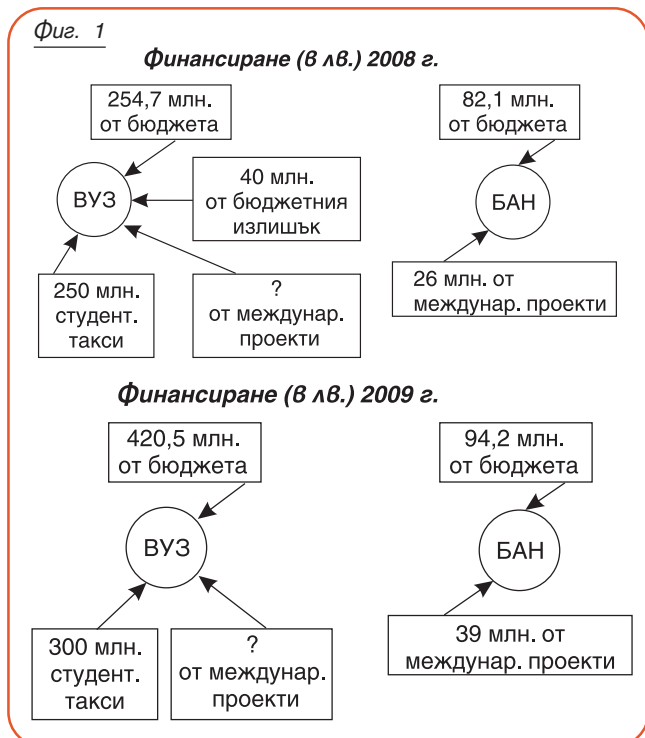 Фиг. 1
Финансиране (в лв.) 2008 г.
254,7 млн.
от бюджета
82,1 млн.
от бюджета
ВУЗ
40 млн.
от бюджетния
излишък
БАН
250 млн.
студент.
такси
?
от междунар.
проекти
26 млн. от
междунар. проекти
Финансиране (в лв.) 2009 г.
420,5 млн.
от бюджета
94,2 млн.
от бюджета
ВУЗ
БАН
300 млн.
студент.
такси
?
от междунар.
проекти
39 млн. от
междунар. проекти